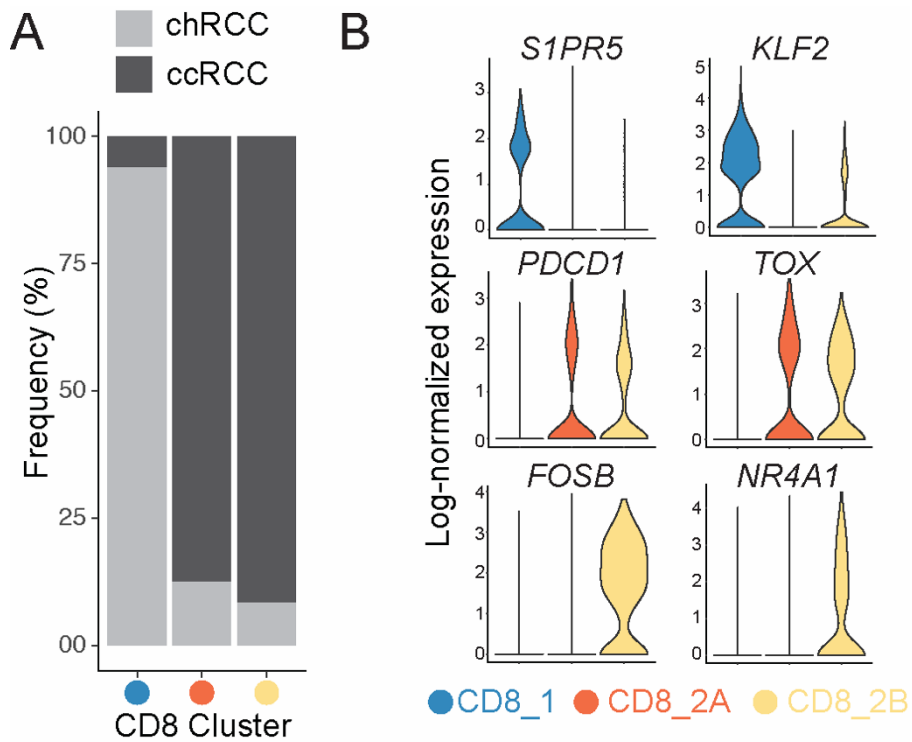 A
chRCC
ccRCC
100
75
50
25
00
Frequency (%)
CD8 Cluster
B
Log-normalized expression
S1PR5
3
2
1
0
KLF2
5
4
3
2
1
0
PDCD1
3
2
1
0
TOX
3
2
1
0
FOSB
4
3
2
1
0
NR4A1
4
3
2
1
0
CD8_1 CD8_2A CD8_2B